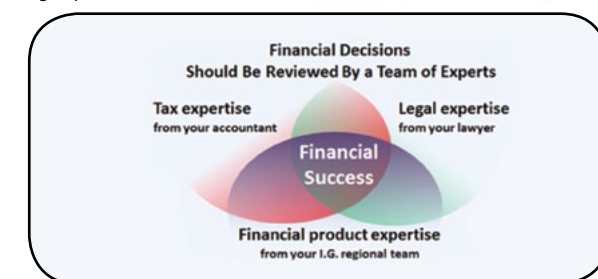 Financial Decisions
Should Be Reviewed By a Team of Experts
Tax expertise
from your accountant
Legal expertise
from your lawyer
Financial
Success
Financial product expertise
from your I.G. regional team